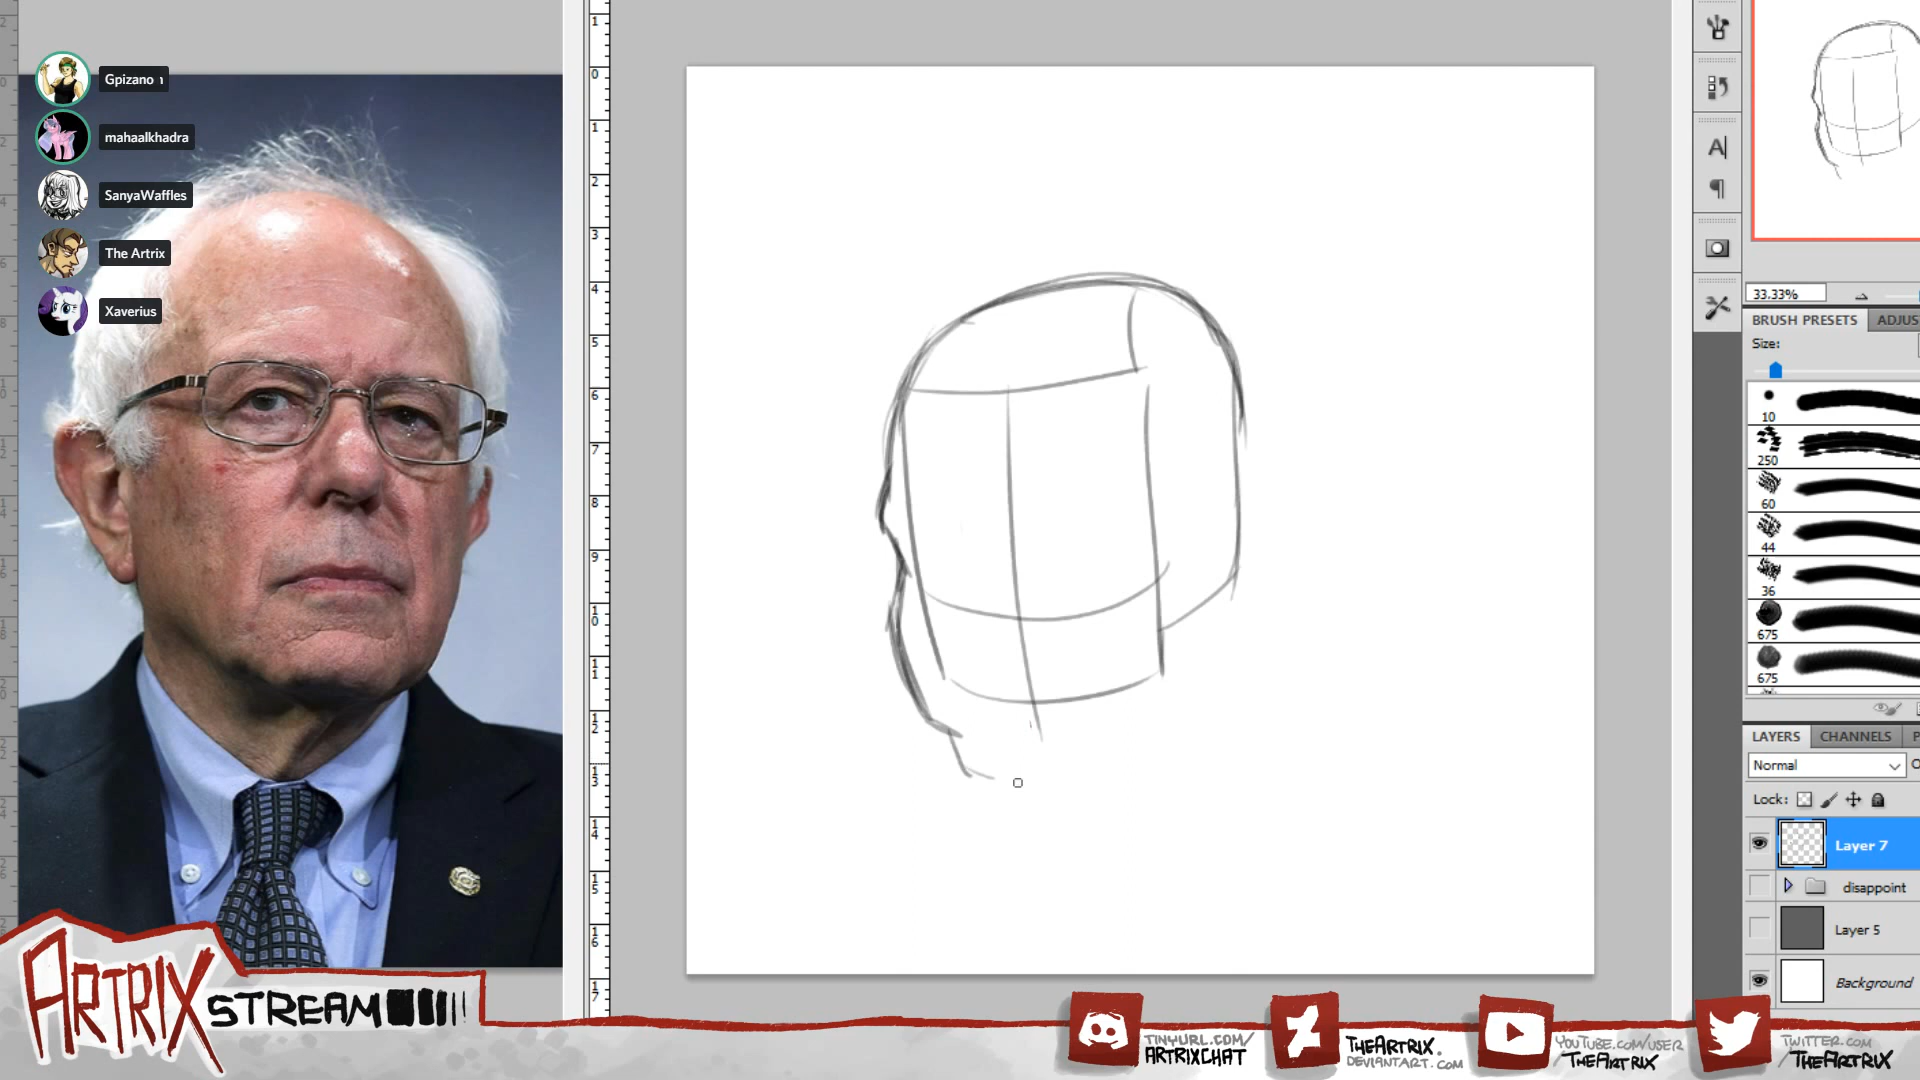 Gpizano
mahaalkhadra
SanyaWaffles
The Artrix
Xaverius
33.33%
BRUSH PRESETS
ADJUS
Size:
10
250
60
44
36
675
675
LAYERS
CHANNELS
P
Normal
Lock:
Layer 7
disappoint
Layer 5
Background
ARTRIX
STREAM
TINYURL.COM/
ARTRIXCHAT
THEARTRIX.
DEVIANTART.COM
YOUTUBE.COM/USER
/THEARTRIX
TWITTER.COM
/THEARTRIX